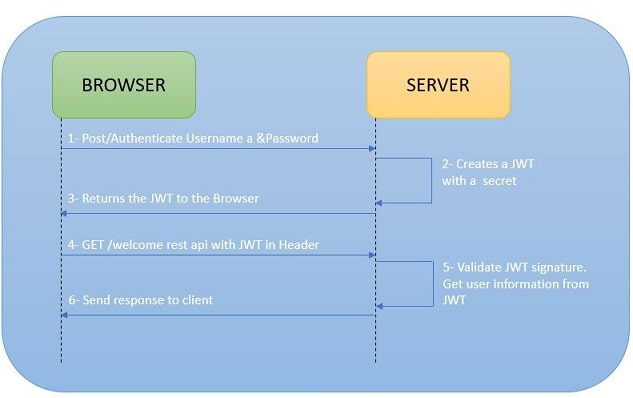 BROWSER
SERVER
1- Post/Authenticate Username a &Password
2- Creates a JWT
with a  secret
3- Returns the JWT to the Browser
4- GET /welcome rest api with JWT in Header
5- Validate JWT signature.
Get user information from
JWT
6- Send response to client